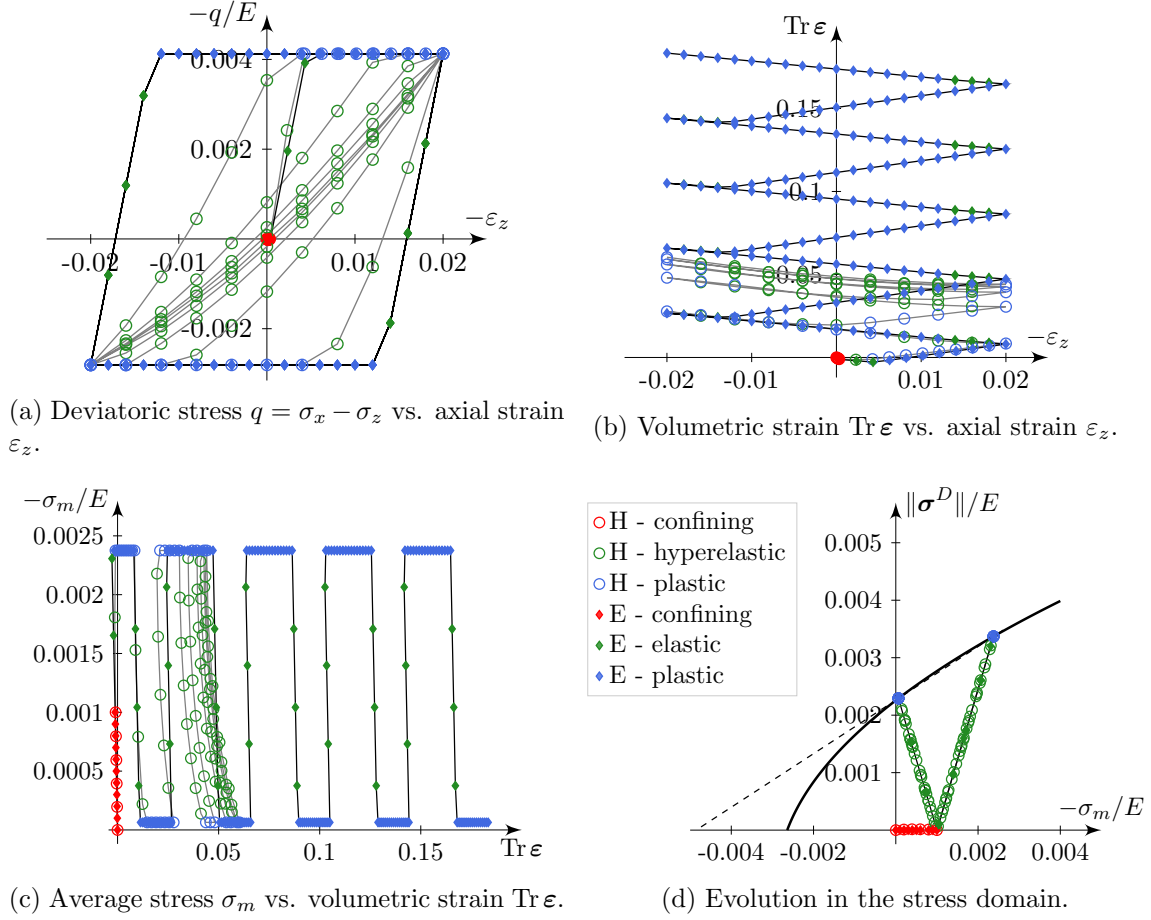 −q/E
0.004
0.002
−ε_z
-0.02
-0.01
0.01
0.02
-0.002
(a) Deviatoric stress q = σ_x − σ_z vs. axial strain
ε_z.
Tr ε
0.15
0.1
0.05
−ε_z
-0.02
-0.01
0.01
0.02
(b) Volumetric strain Tr ε vs. axial strain ε_z.
−σ_m/E
0.0025
0.002
0.0015
0.001
0.0005
0.05
0.1
0.15
Tr ε
(c) Average stress σ_m vs. volumetric strain Tr ε.
H - confining
H - hyperelastic
H - plastic
E - confining
E - elastic
E - plastic
∥σ^D∥/E
0.005
0.004
0.003
0.002
0.001
−σ_m/E
-0.004
-0.002
0.002
0.004
(d) Evolution in the stress domain.